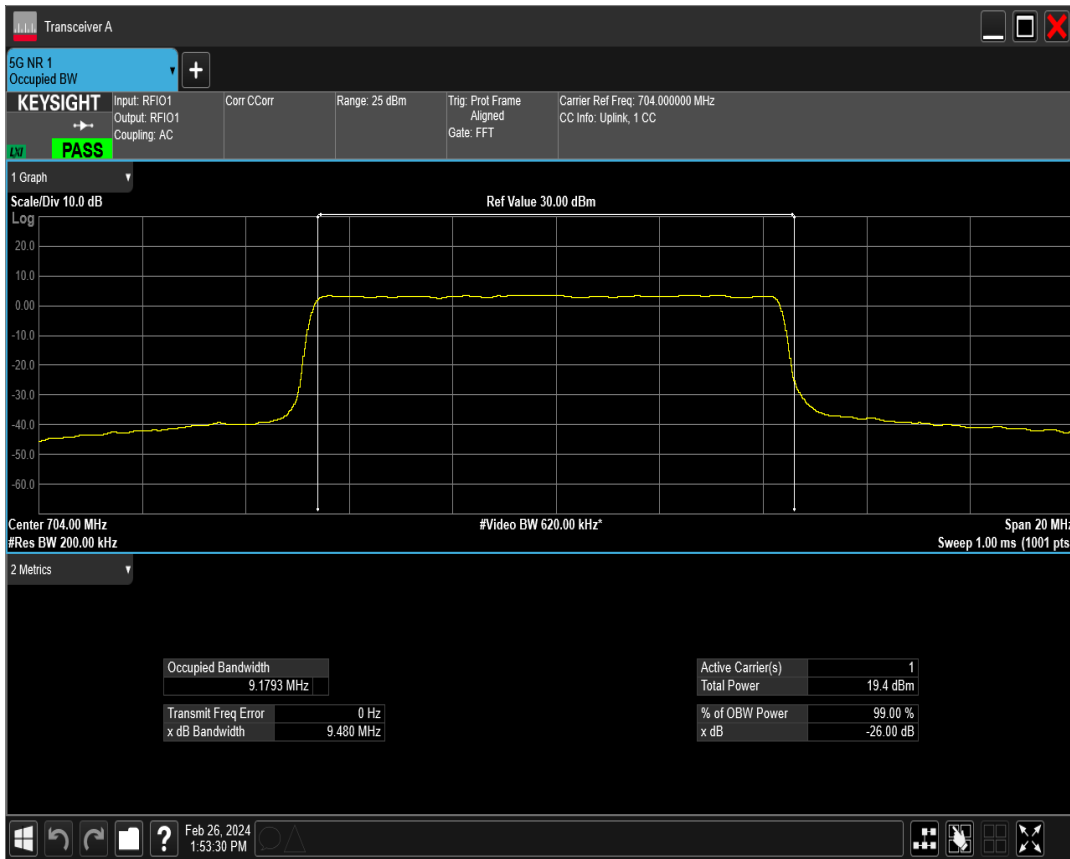 Transceiver A
5G NR 1
Occupied BW
KEYSIGHT
LXI
PASS
Input: RFIO1
Output: RFIO1
Coupling: AC
Corr CCorr
Range: 25 dBm
Trig: Prot Frame
Aligned
Gate: FFT
Carrier Ref Freq: 704.000000 MHz
CC Info: Uplink, 1 CC
1 Graph
Scale/Div 10.0 dB
Ref Value 30.00 dBm
Log
20.0
10.0
0.00
-10.0
-20.0
-30.0
-40.0
-50.0
-60.0
Center 704.00 MHz
#Video BW 620.00 kHz*
Span 20 MHz
#Res BW 200.00 kHz
Sweep 1.00 ms (1001 pts
2 Metrics
Occupied Bandwidth
9.1793 MHz
Transmit Freq Error 0 Hz
x dB Bandwidth 9.480 MHz
Active Carrier(s) 1
Total Power 19.4 dBm
% of OBW Power 99.00 %
x dB -26.00 dB
?
Feb 26, 2024
1:53:30 PM